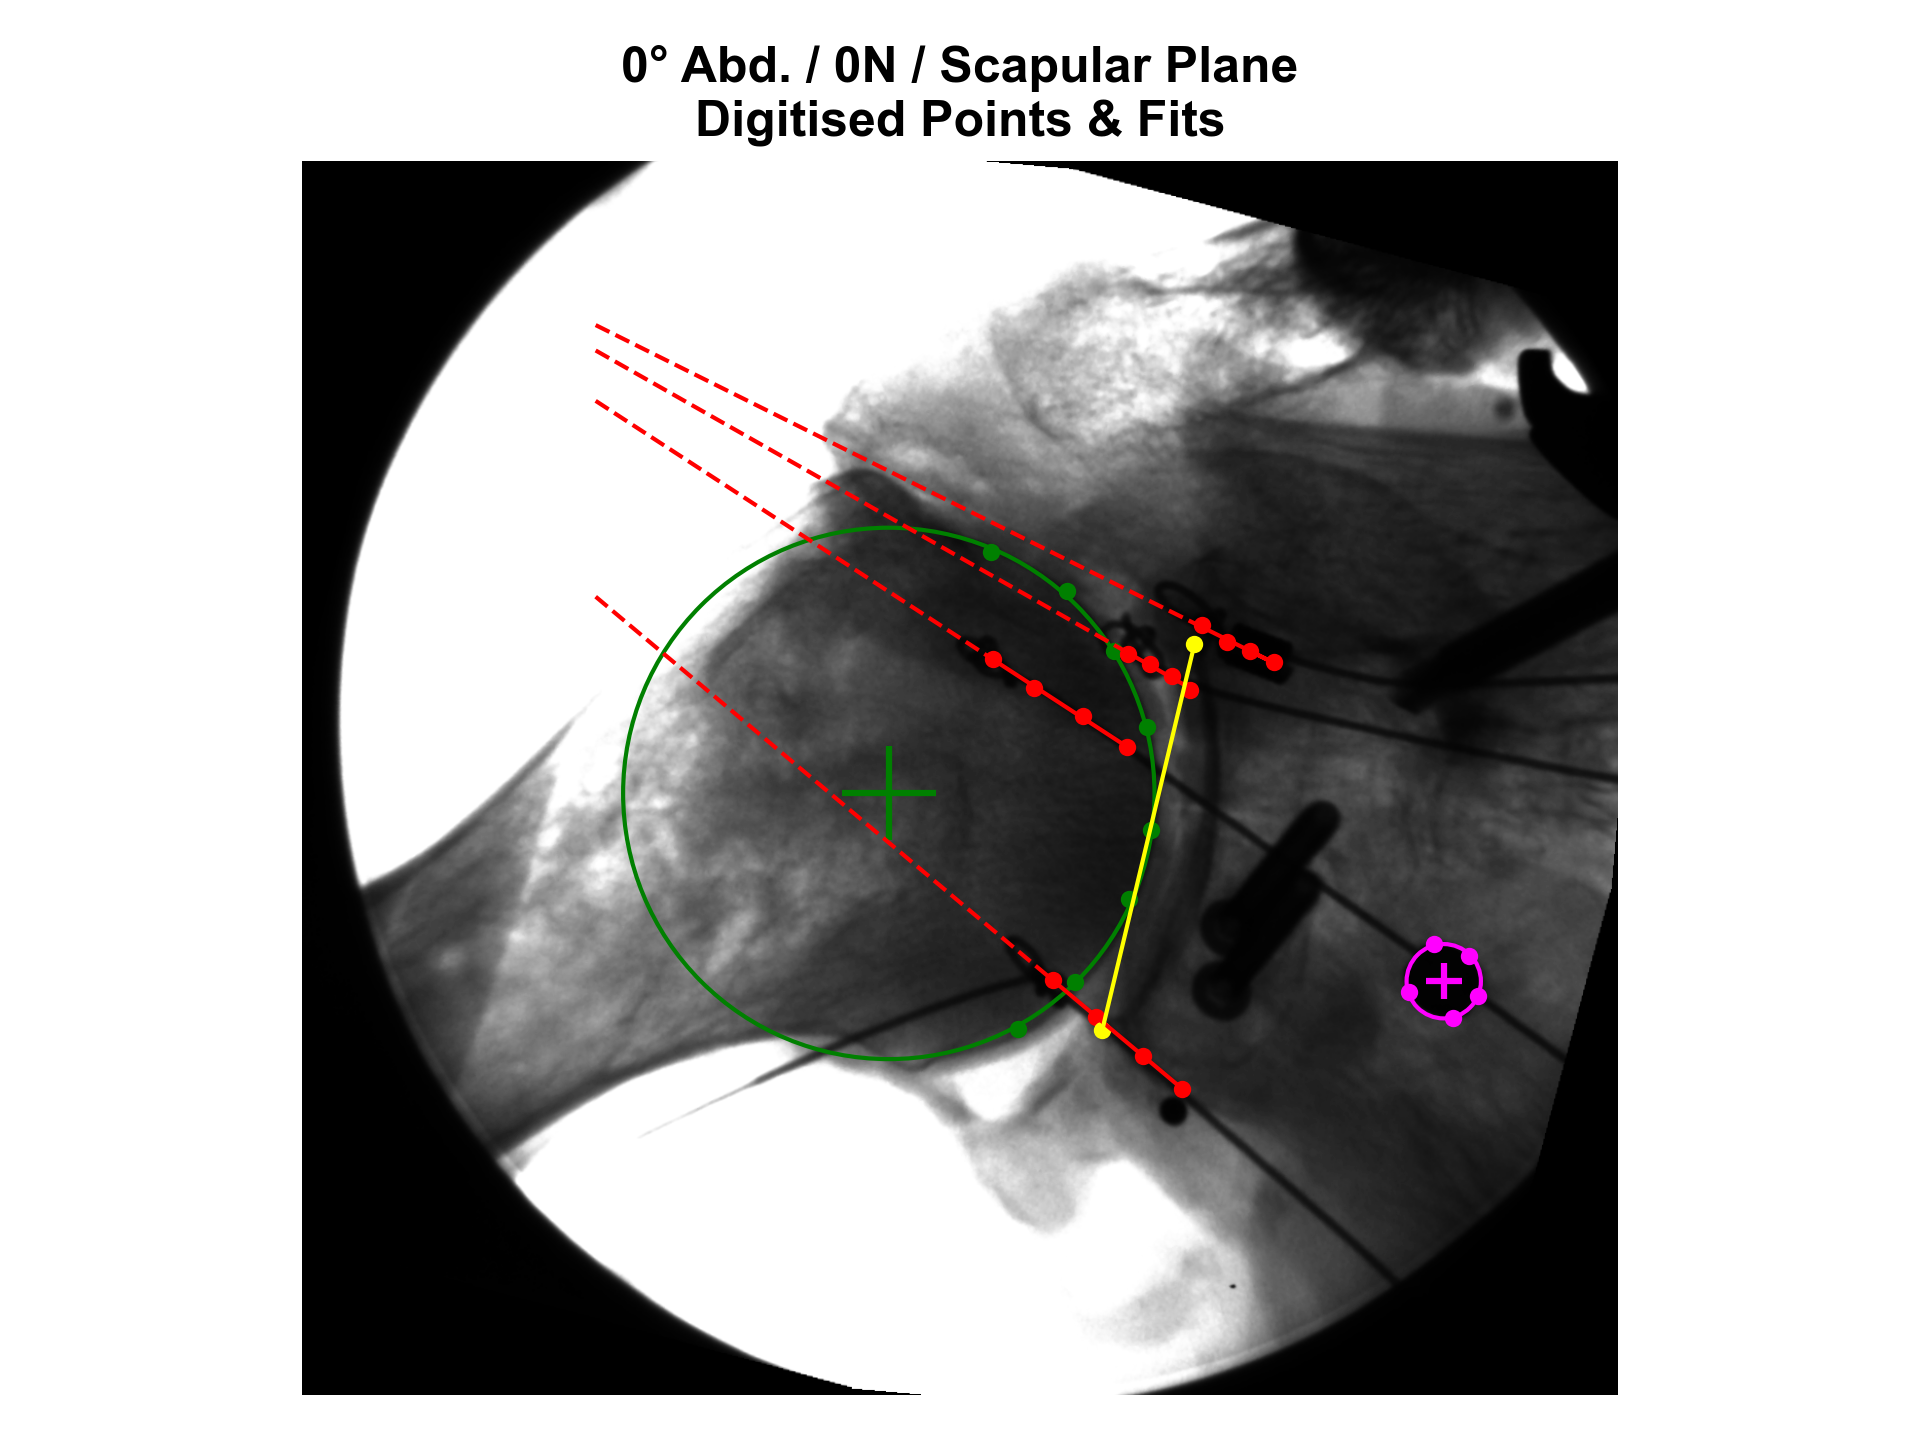 0° Abd. / 0N / Scapular Plane
Digitised Points & Fits